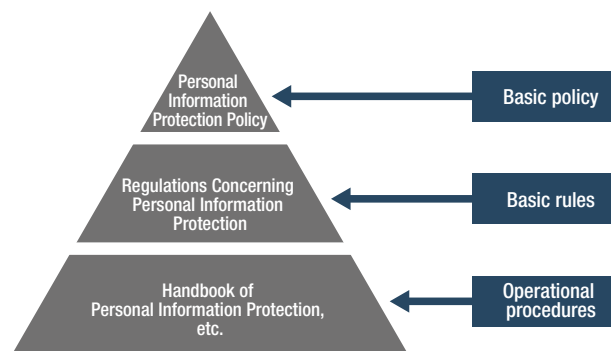 Personal
Information
Protection Policy
Basic policy
Regulations Concerning
Personal Information
Protection
Basic rules
Handbook of
Personal Information Protection,
etc.
Operational
procedures